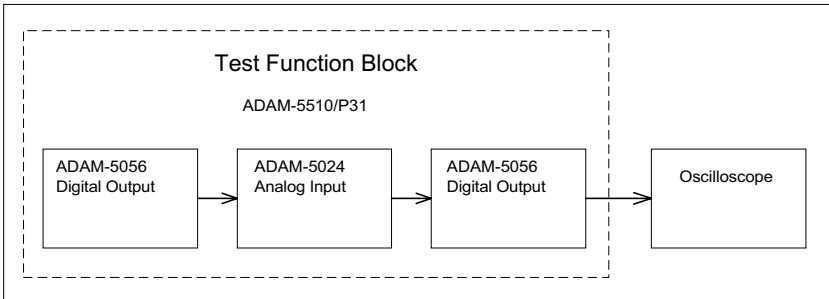 Test Function Block
ADAM-5510/P31
ADAM-5056
Digital Output
ADAM-5024
Analog Input
ADAM-5056
Digital Output
Oscilloscope